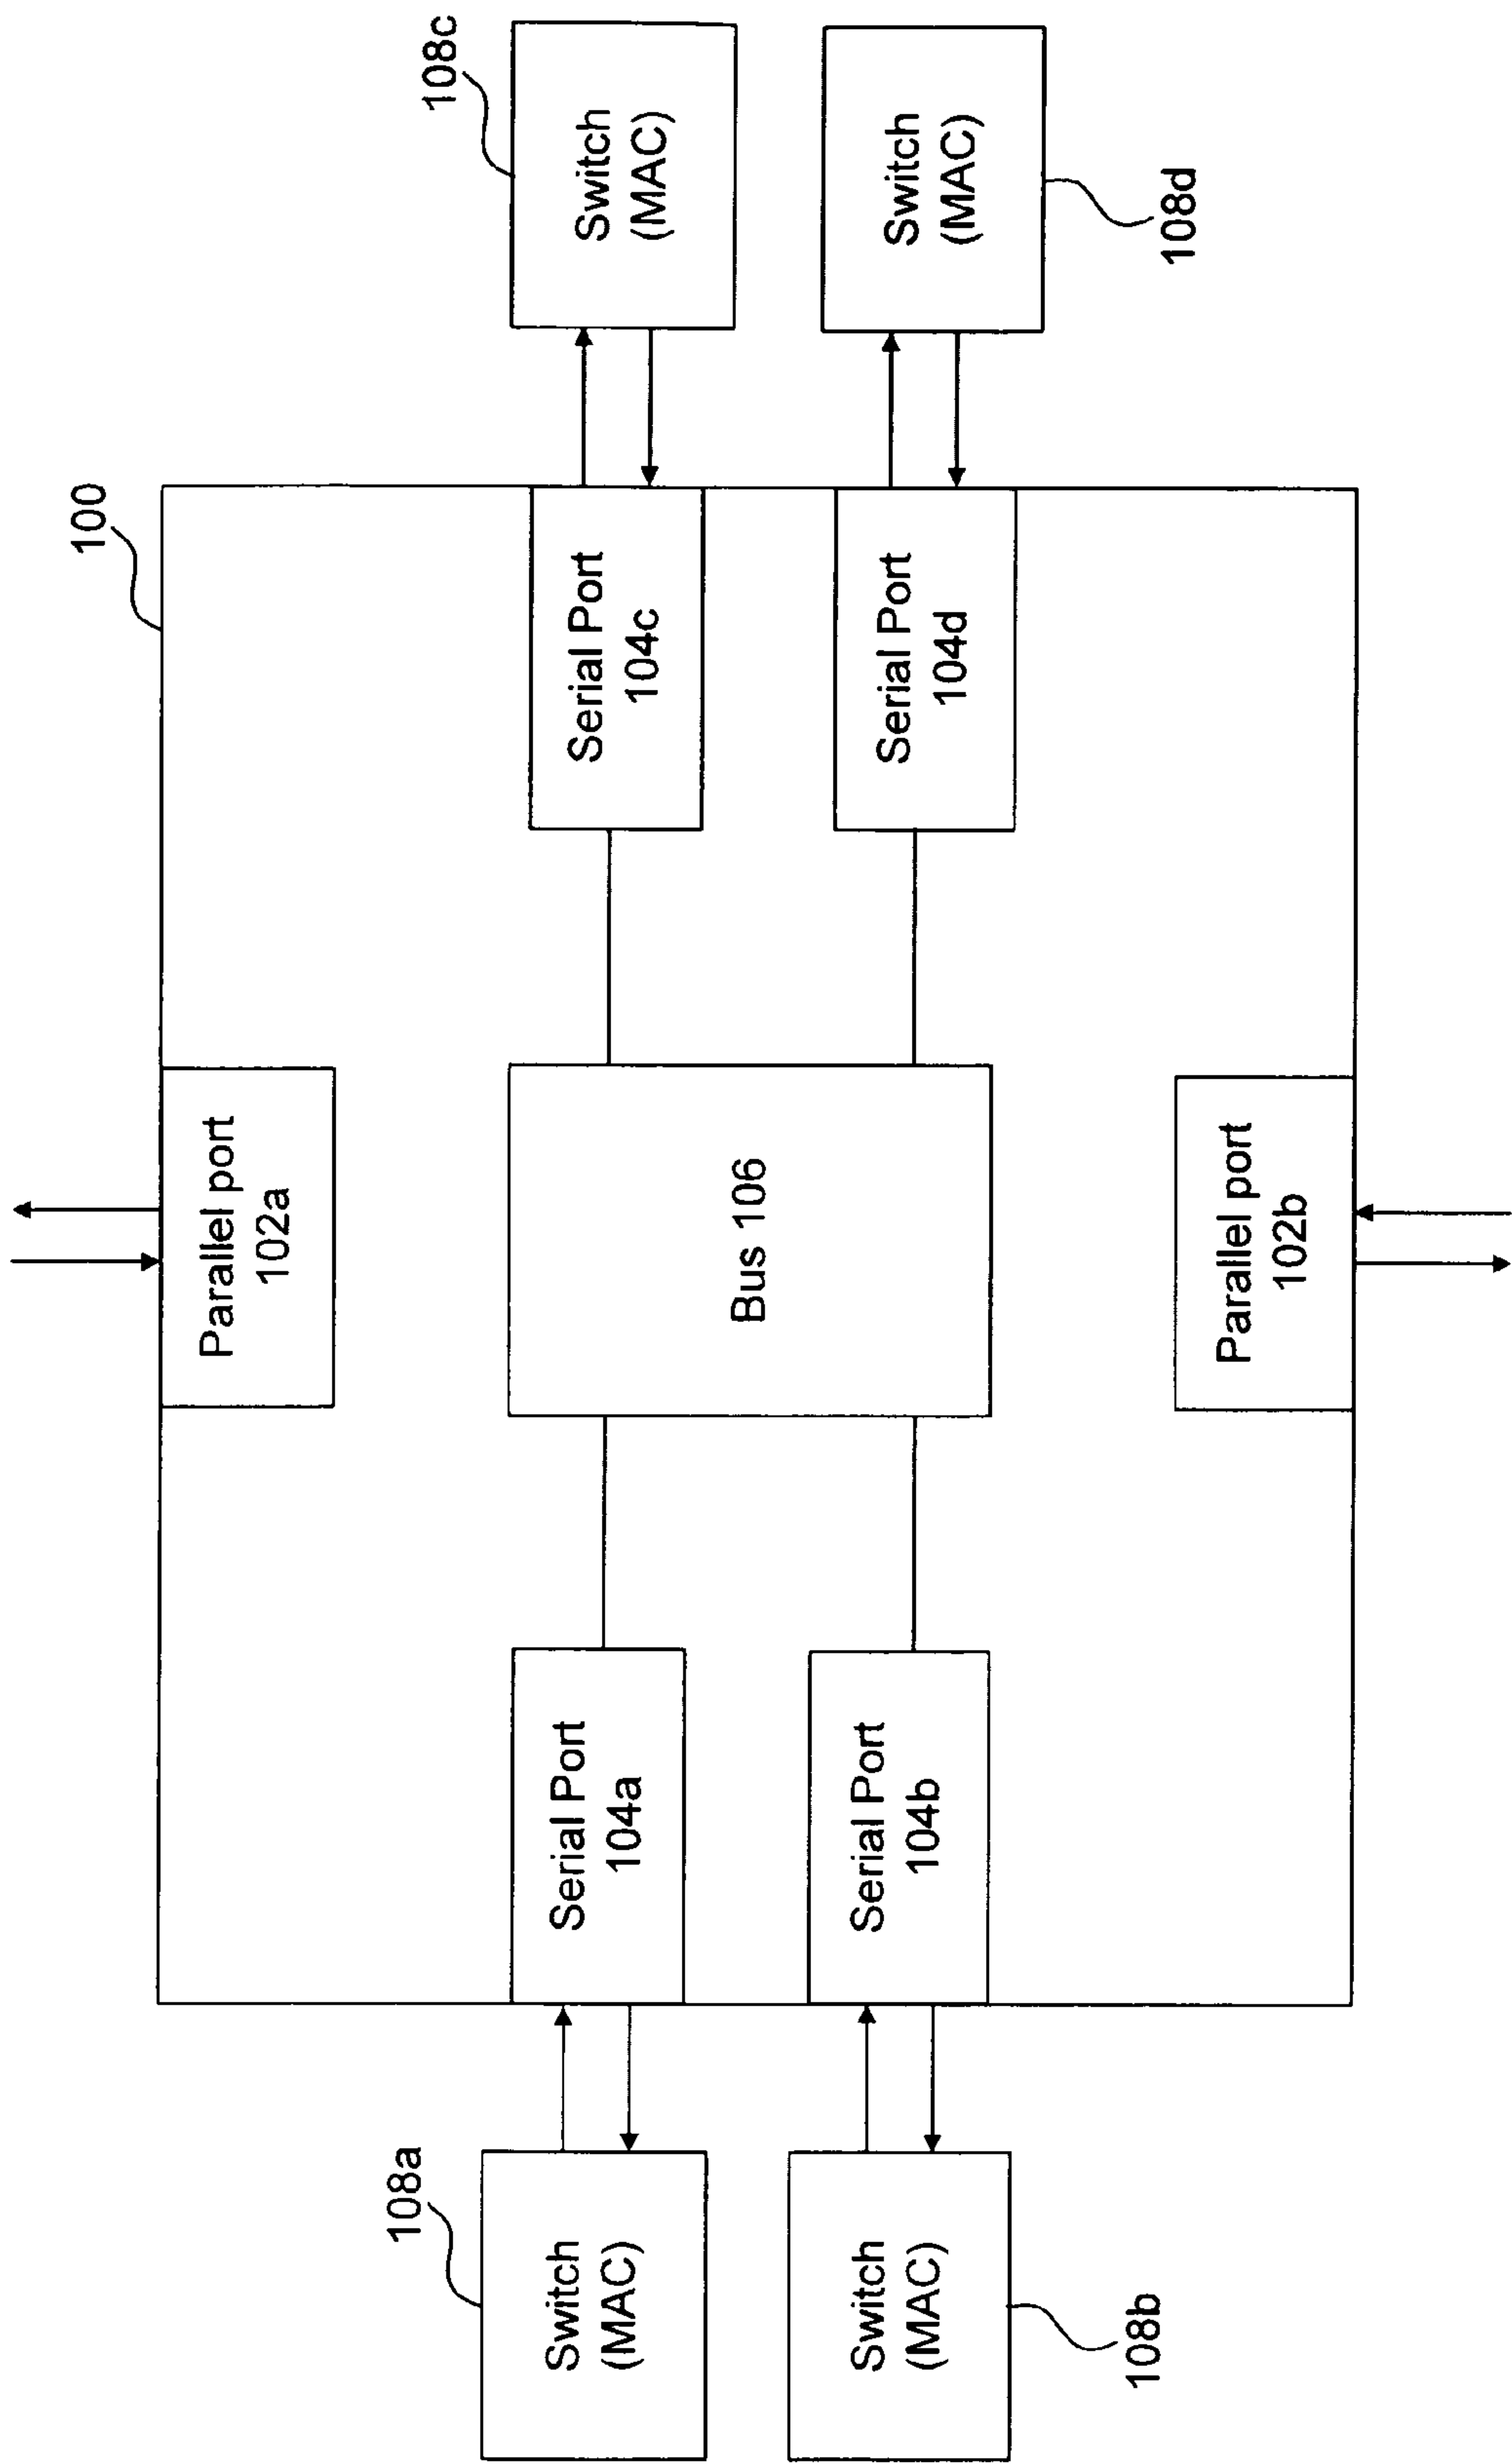 100
108a
Switch
(MAC)
Serial Port
104a
Parallel port
102a
Serial Port
104c
108c
Switch
(MAC)
Bus 106
Switch
(MAC)
108b
Serial Port
104b
Parallel port
102b
Serial Port
104d
Switch
(MAC)
108d